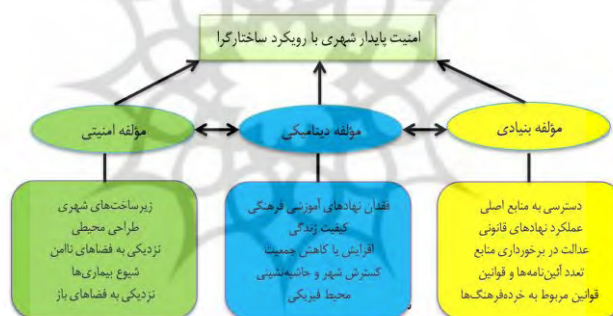 امنیت پایدار شهری با رویکرد ساختارگرا
مؤلفه بنیادی
مؤلفه دینامیکی
مؤلفه امنیتی
دسترسی به منابع اصلی
عملکرد نهادهای قانونی
عدالت در برخورداری منابع
تعدد آئین‌نامه‌ها و قوانین
قوانین مربوط به خرده‌فرهنگ‌ها
فقدان نهادهای آموزشی فرهنگی
کیفیت زندگی
افزایش یا کاهش جمعیت
گسترش شهر و حاشیه‌نشینی
محیط فیزیکی
زیرساخت‌های شهری
طراحی محیطی
نزدیکی به فضاهای ناامن
شیوع بیماری‌ها
نزدیکی به فضاهای باز